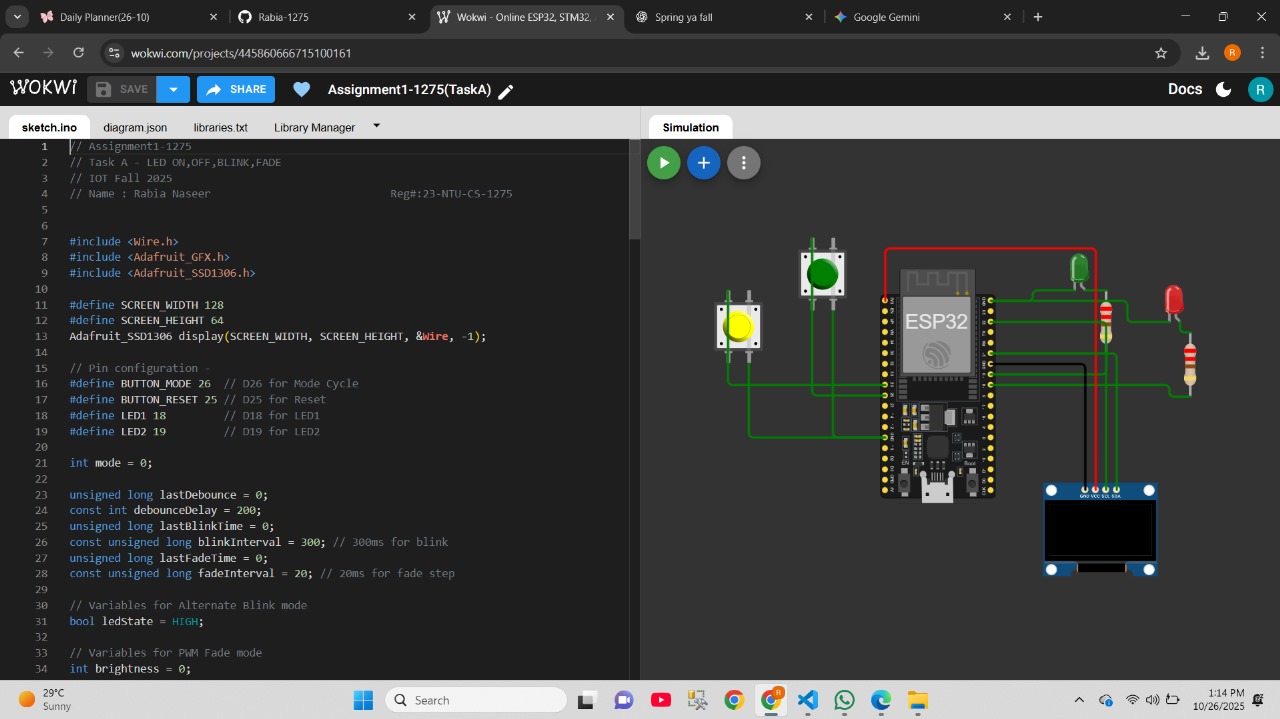 Daily Planner(26-10)
Rabia-1275
Wokwi - Online ESP32, STM32,
Spring ya fall
Google Gemini
wokwi.com/projects/445860666715100161
R
WOKWI
SAVE
SHARE
Assignment1-1275(TaskA)
Docs
R
sketch.ino
diagram.json
libraries.txt
Library Manager
Simulation
1 // Assignment1-1275
2 // Task A - LED ON,OFF,BLINK,FADE
3 // IOT Fall 2025
4 // Name : Rabia Naseer Reg#:23-NTU-CS-1275
5
6
7 #include <Wire.h>
8 #include <Adafruit_GFX.h>
9 #include <Adafruit_SSD1306.h>
10
11 #define SCREEN_WIDTH 128
12 #define SCREEN_HEIGHT 64
13 Adafruit_SSD1306 display(SCREEN_WIDTH, SCREEN_HEIGHT, &Wire, -1);
14
15 // Pin configuration -
16 #define BUTTON_MODE 26 // D26 for Mode Cycle
17 #define BUTTON_RESET 25 // D25 for Reset
18 #define LED1 18 // D18 for LED1
19 #define LED2 19 // D19 for LED2
20
21 int mode = 0;
22
23 unsigned long lastDebounce = 0;
24 const int debounceDelay = 200;
25 unsigned long lastBlinkTime = 0;
26 const unsigned long blinkInterval = 300; // 300ms for blink
27 unsigned long lastFadeTime = 0;
28 const unsigned long fadeInterval = 20; // 20ms for fade step
29
30 // Variables for Alternate Blink mode
31 bool ledState = HIGH;
32
33 // Variables for PWM Fade mode
34 int brightness = 0;
ESP32
EN
Boot
GND VCC SCL SDA
29°C
Sunny
Search
R
1:14 PM
10/26/2025